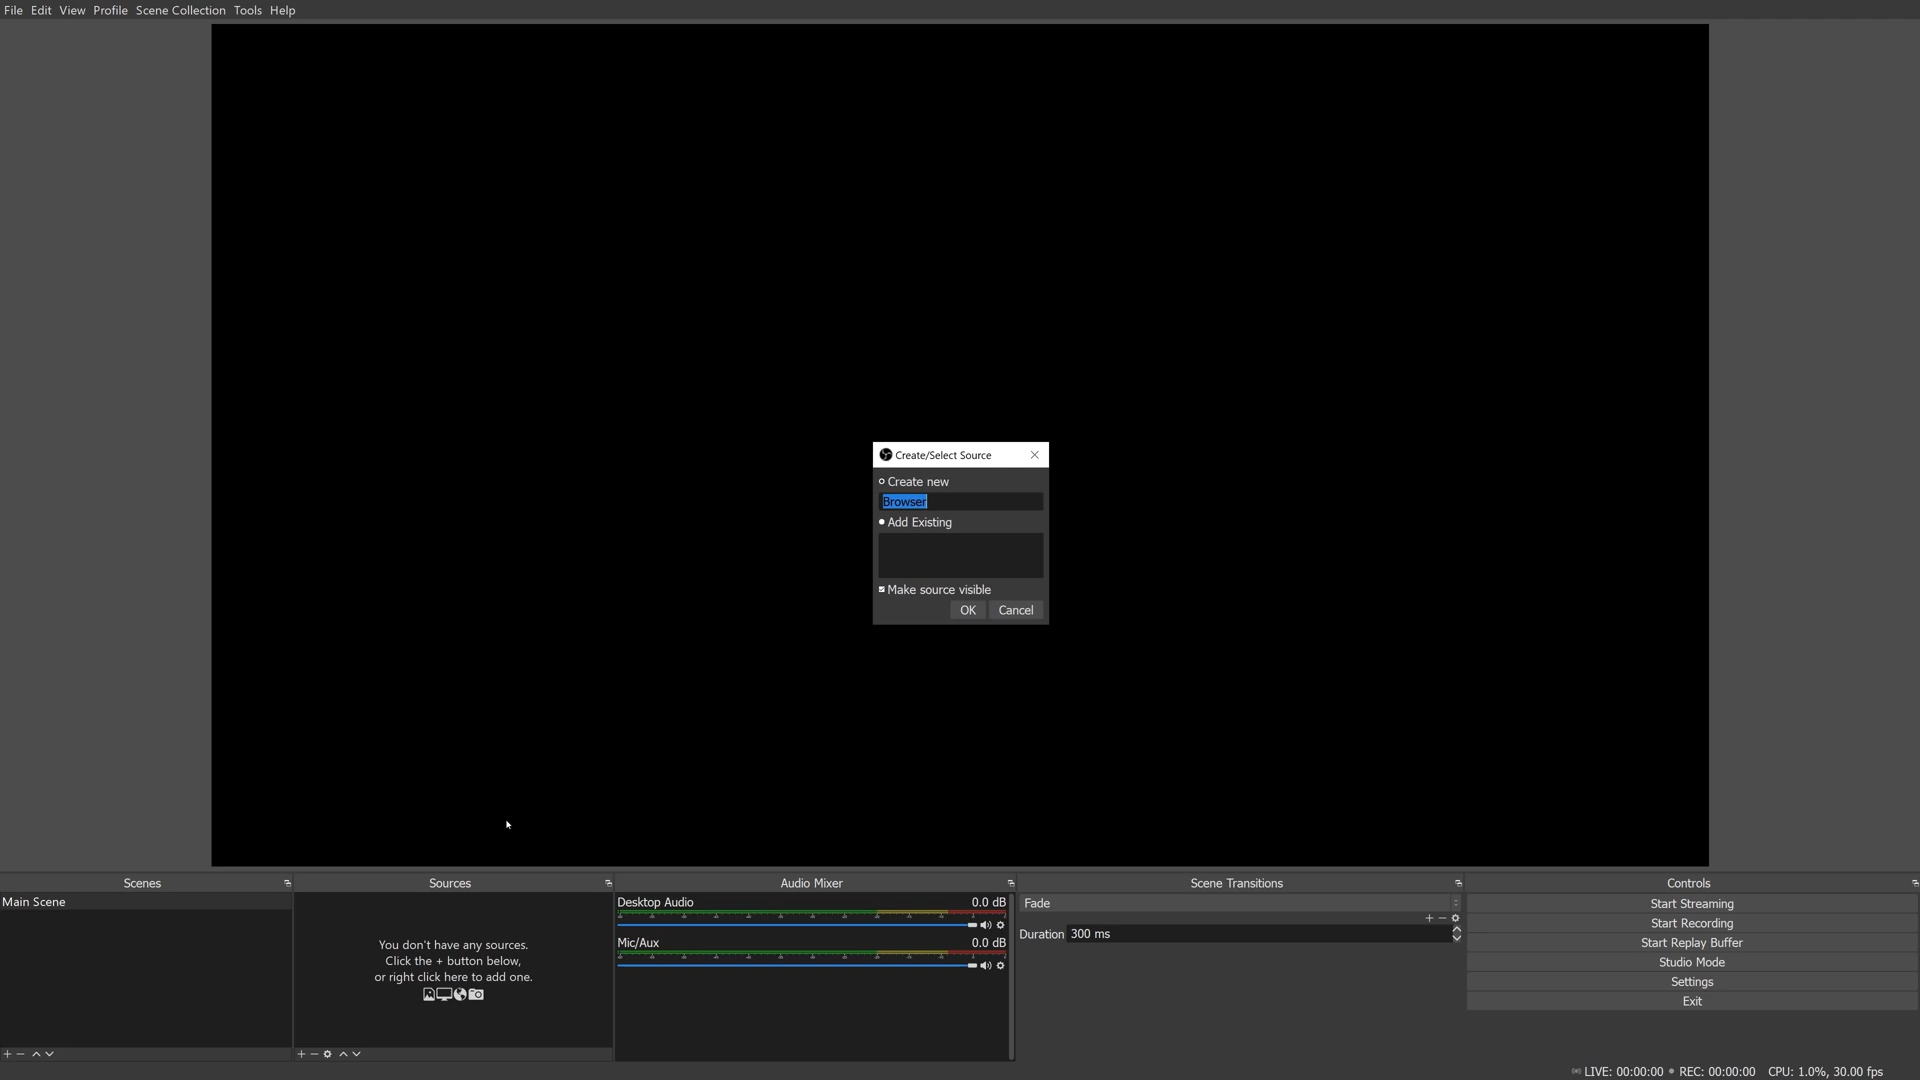 File Edit View Profile Scene Collection Tools Help
Create/Select Source
Create new
Browser
Add Existing
Make source visible
OK Cancel
Scenes
Main Scene
Sources
You don't have any sources.
Click the + button below,
or right click here to add one.
Audio Mixer
Desktop Audio 0.0 dB
Mic/Aux 0.0 dB
Scene Transitions
Fade
Duration 300 ms
Controls
Start Streaming
Start Recording
Start Replay Buffer
Studio Mode
Settings
Exit
LIVE: 00:00:00 REC: 00:00:00 CPU: 1.0%, 30.00 fps